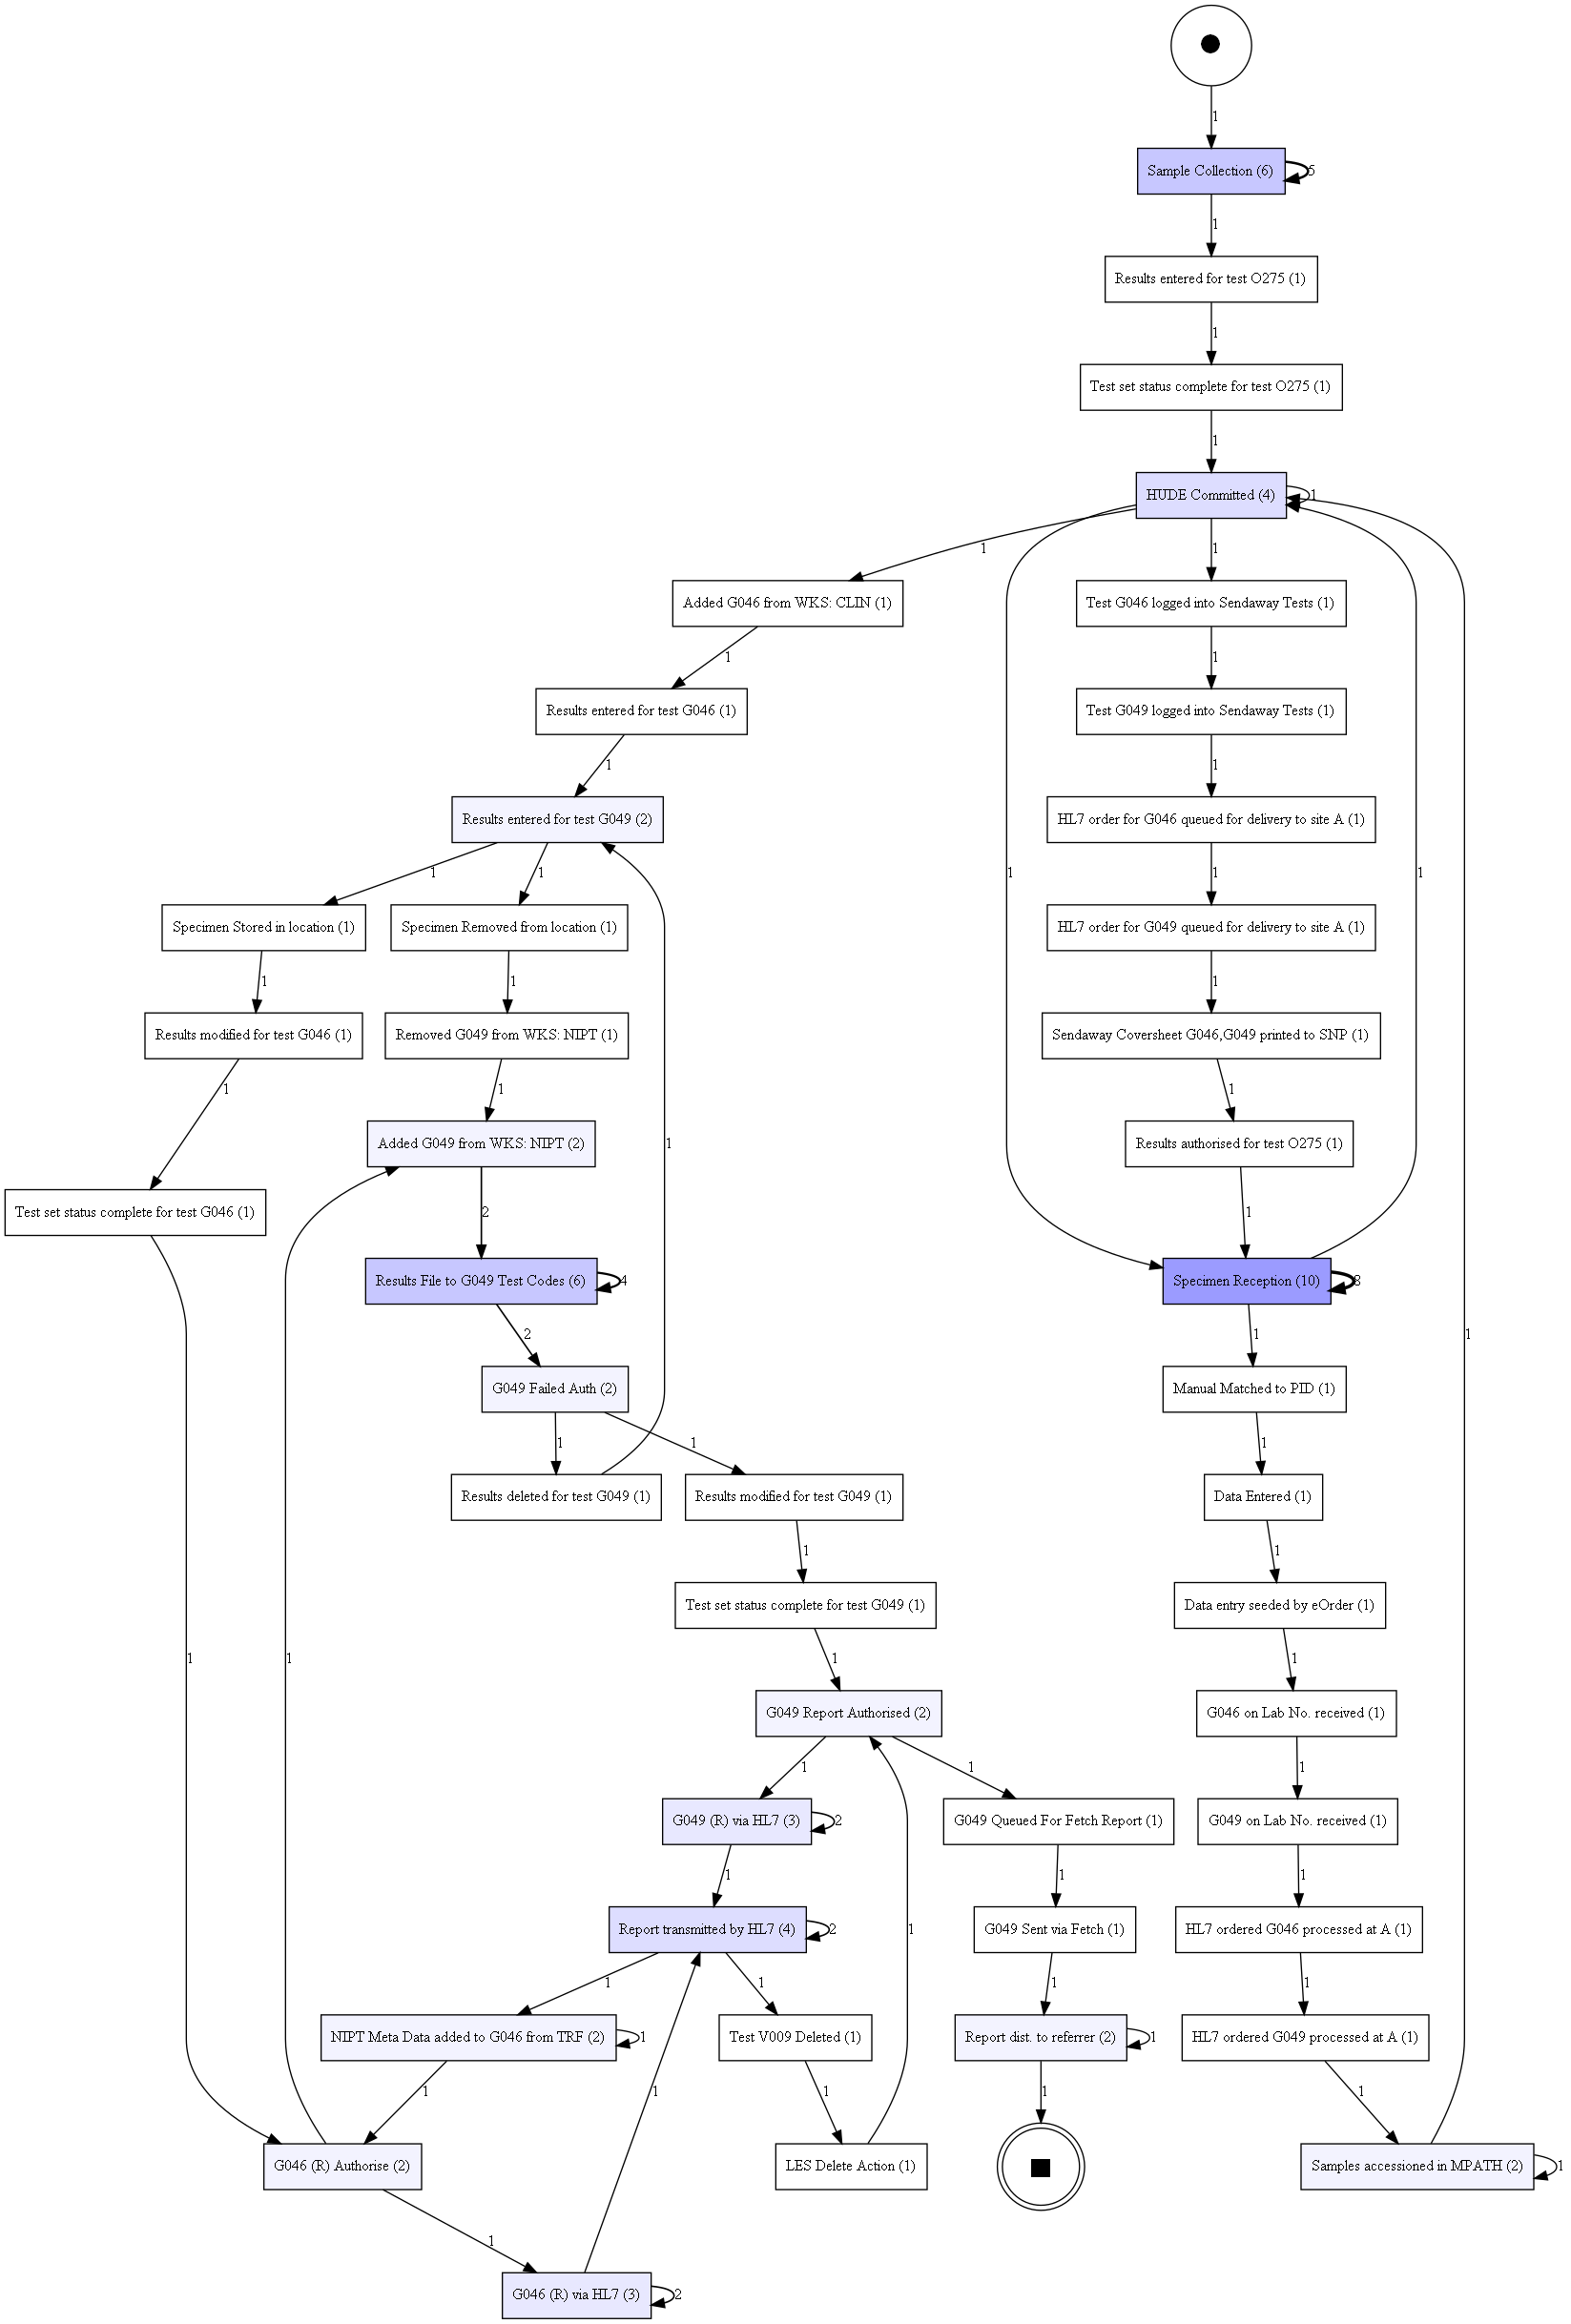 1
Sample Collection (6)
5
1
Results entered for test O275 (1)
1
Test set status complete for test O275 (1)
1
HUDE Committed (4)
1
1
1
Added G046 from WKS: CLIN (1)
Test G046 logged into Sendaway Tests (1)
1
1
Results entered for test G046 (1)
Test G049 logged into Sendaway Tests (1)
1
1
Results entered for test G049 (2)
HL7 order for G046 queued for delivery to site A (1)
1
1
1
1
1
Specimen Stored in location (1)
Specimen Removed from location (1)
HL7 order for G049 queued for delivery to site A (1)
1
1
1
Results modified for test G046 (1)
Removed G049 from WKS: NIPT (1)
Sendaway Coversheet G046,G049 printed to SNP (1)
1
1
1
Added G049 from WKS: NIPT (2)
1
Results authorised for test O275 (1)
Test set status complete for test G046 (1)
2
1
Results File to G049 Test Codes (6)
4
Specimen Reception (10)
8
2
1
1
G049 Failed Auth (2)
Manual Matched to PID (1)
1
1
1
Results deleted for test G049 (1)
Results modified for test G049 (1)
Data Entered (1)
1
1
Test set status complete for test G049 (1)
Data entry seeded by eOrder (1)
1
1
1
1
G049 Report Authorised (2)
G046 on Lab No. received (1)
1
1
1
G049 (R) via HL7 (3)
2
G049 Queued For Fetch Report (1)
G049 on Lab No. received (1)
1
1
1
Report transmitted by HL7 (4)
2
1
G049 Sent via Fetch (1)
HL7 ordered G046 processed at A (1)
1
1
1
1
NIPT Meta Data added to G046 from TRF (2)
1
Test V009 Deleted (1)
Report dist. to referrer (2)
1
HL7 ordered G049 processed at A (1)
1
1
1
1
1
G046 (R) Authorise (2)
LES Delete Action (1)
Samples accessioned in MPATH (2)
1
1
G046 (R) via HL7 (3)
2